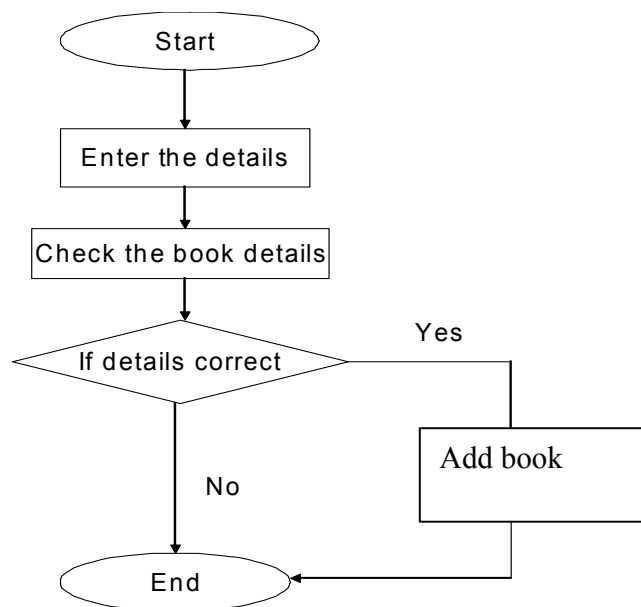 Start
Enter the details
Check the book details
If details correct
Yes
Add book
No
End